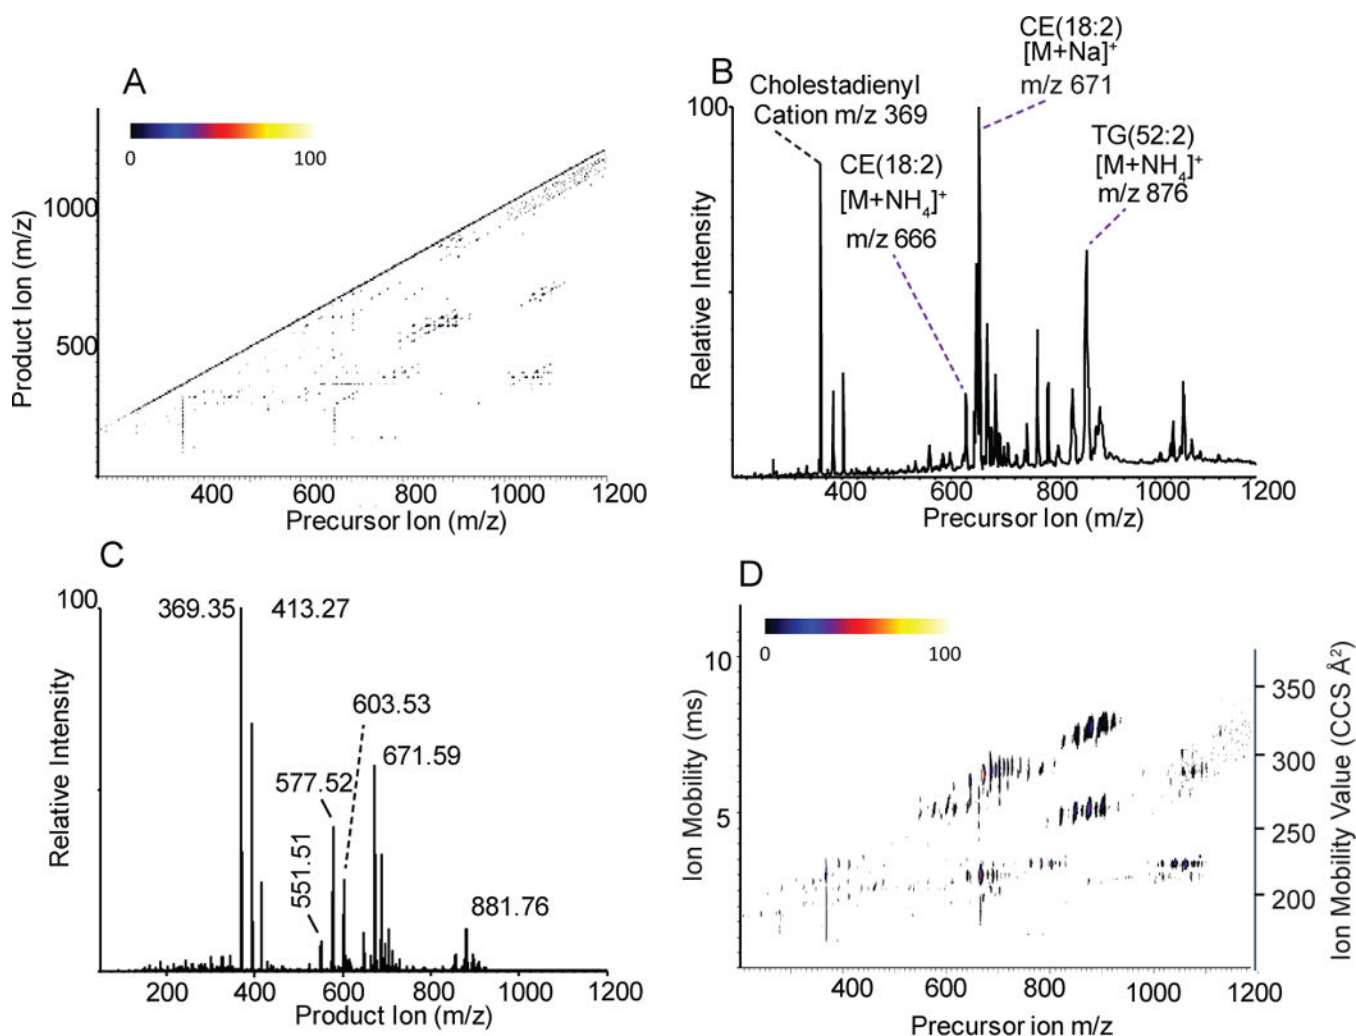 A
0 100
Product Ion (m/z)
1000
500
400 600 800 1000 1200
Precursor Ion (m/z)
B
CE(18:2)
[M+Na]⁺
m/z 671
Cholestadienyl
Cation m/z 369
100
CE(18:2)
[M+NH₄]⁺
m/z 666
TG(52:2)
[M+NH₄]⁺
m/z 876
Relative Intensity
400 600 800 1000 1200
Precursor Ion (m/z)
C
100
369.35 413.27
603.53
577.52 671.59
551.51
881.76
Relative Intensity
200 400 600 800 1000 1200
Product Ion (m/z)
D
0 100
Ion Mobility (ms)
10
5
350
300
250
200
Ion Mobility Value (CCS Å²)
400 600 800 1000 1200
Precursor ion m/z